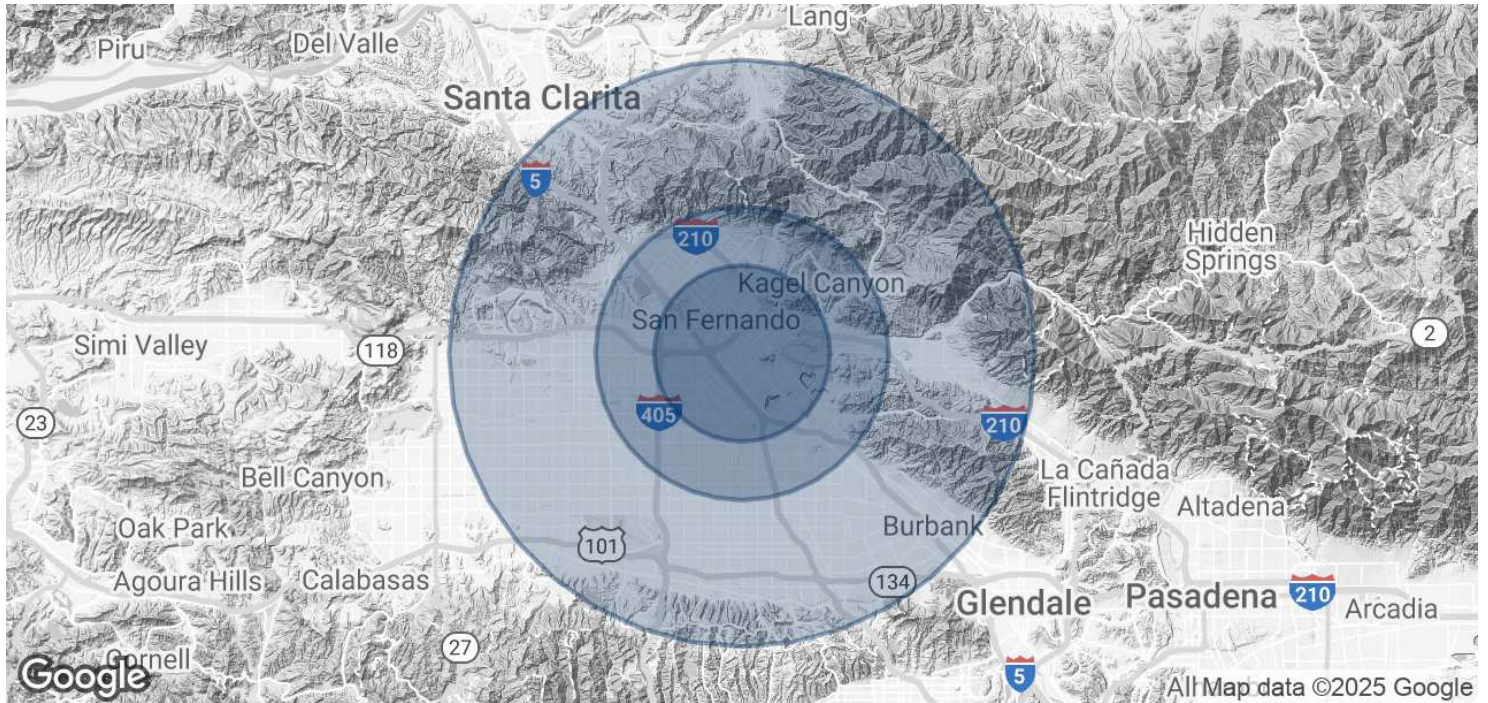 Lang
Piru
Del Valle
Santa Clarita
5
210
Hidden
Springs
Kagel Canyon
San Fernando
2
Simi Valley
118
23
405
210
La Cañada
Flintridge
Bell Canyon
Altadena
Oak Park
Burbank
101
Agoura Hills
Calabasas
134
Glendale
Pasadena
210
Arcadia
27
Cornell
Google
5
Map data ©2025 Google